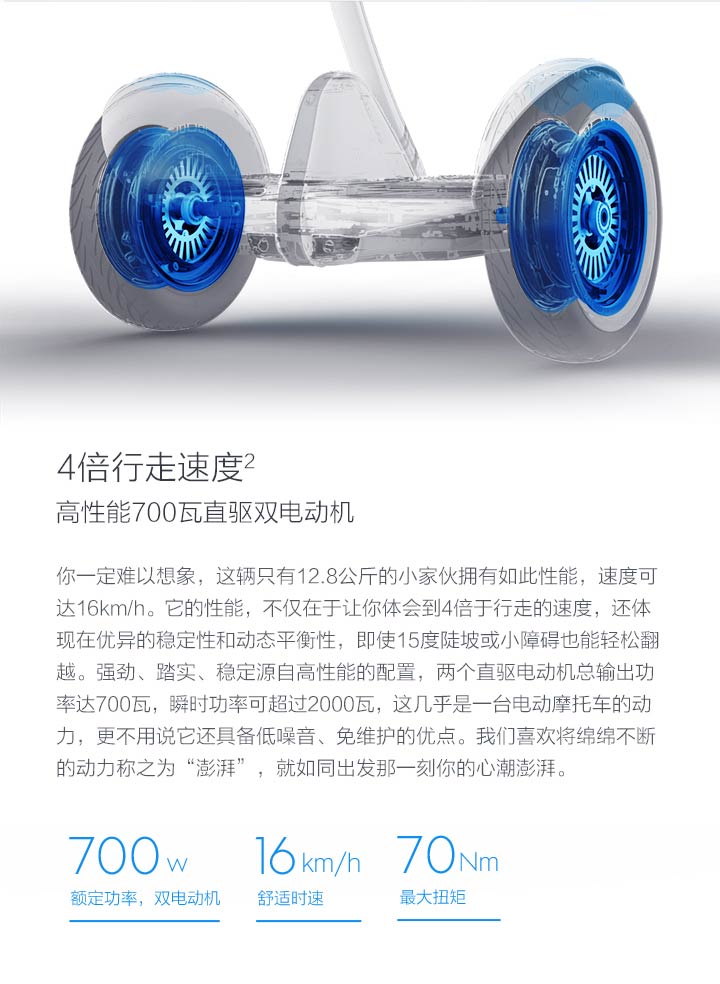 4倍行走速度2
高性能700瓦直驱双电动机
你一定难以想象，这辆只有12.8公斤的小家伙拥有如此性能，速度可
达16km/h。它的性能，不仅在于让你体会到4倍于行走的速度，还体
现在优异的稳定性和动态平衡性，即使15度陡坡或小障碍也能轻松翻
越。强劲、踏实、稳定源自高性能的配置，两个直驱电动机总输出功
率达700瓦，瞬时功率可超过2000瓦，这几乎是一台电动摩托车的动
力，更不用说它还具备低噪音、免维护的优点。我们喜欢将绵绵不断
的动力称之为“澎湃”，就如同出发那一刻你的心潮澎湃。
700 w 16 km/h 70 Nm
额定功率，双电动机 舒适时速 最大扭矩